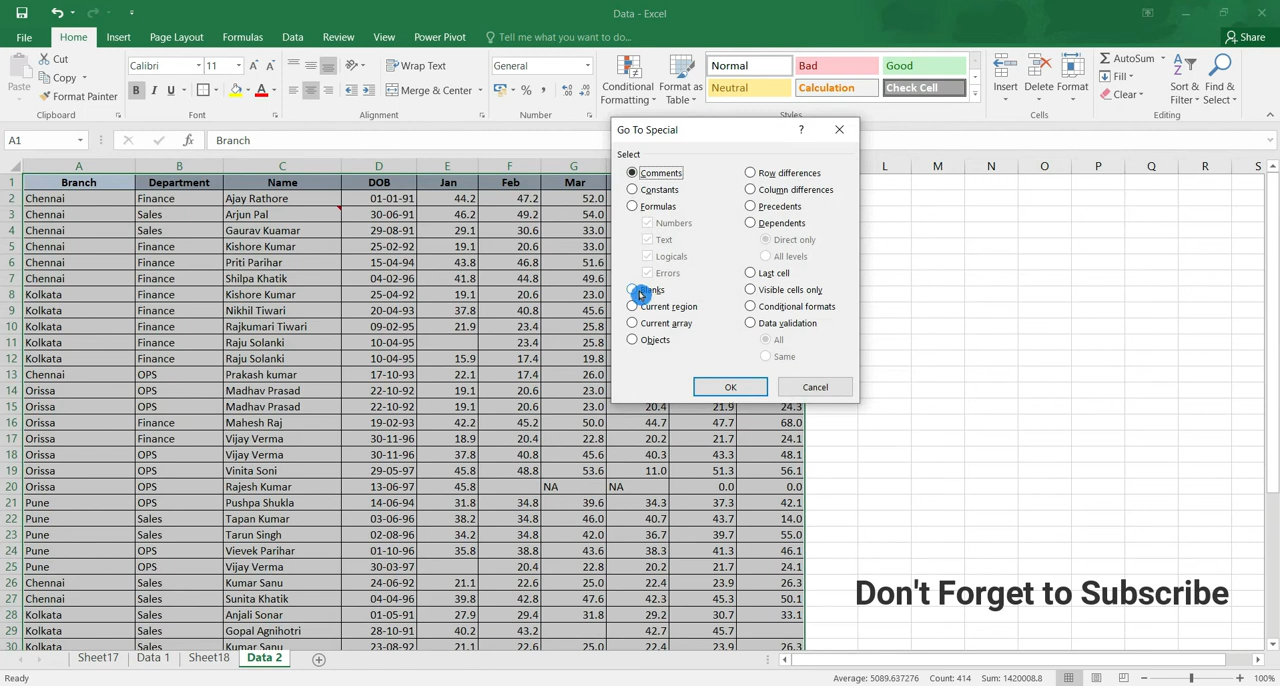 Data - Excel
File Home Insert Page Layout Formulas Data Review View Power Pivot Tell me what you want to do... Share
Paste
Cut
Copy
Format Painter
Clipboard
Calibri 11
B I U A
Font
Wrap Text
Merge & Center
Alignment
General
%
Number
Conditional Formatting
Format as Table
Normal Bad Good
Neutral Calculation Check Cell
Styles
Insert Delete Format
Cells
AutoSum
Fill
Clear
Sort & Filter
Find & Select
Editing
A1 fx Branch
A B C D E F G L M N O P Q R S
1 Branch Department Name DOB Jan Feb Mar
2 Chennai Finance Ajay Rathore 01-01-91 44.2 47.2 52.0
3 Chennai Sales Arjun Pal 30-06-91 46.2 49.2 54.0
4 Chennai Sales Gaurav Kuamar 29-08-91 29.1 30.6 33.0
5 Chennai Finance Kishore Kumar 25-02-92 19.1 20.6 33.0
6 Chennai Finance Priti Parihar 15-04-94 43.8 46.8 51.6
7 Chennai Finance Shilpa Khatik 04-02-96 41.8 44.8 49.6
8 Kolkata Finance Kishore Kumar 25-04-92 19.1 20.6 23.0
9 Kolkata Finance Nikhil Tiwari 20-04-93 37.8 40.8 45.6
10 Kolkata Finance Rajkumari Tiwari 09-02-95 21.9 23.4 25.8
11 Kolkata Finance Raju Solanki 10-04-95 23.4 25.8
12 Kolkata Finance Raju Solanki 10-04-95 15.9 17.4 19.8
13 Chennai OPS Prakash kumar 17-10-93 22.1 17.4 26.0
14 Orissa OPS Madhav Prasad 22-10-92 19.1 20.6 23.0
15 Orissa OPS Madhav Prasad 22-10-92 19.1 20.6 23.0 20.4 21.9 24.3
16 Orissa Finance Mahesh Raj 19-02-93 42.2 45.2 50.0 44.7 47.7 68.0
17 Orissa Finance Vijay Verma 30-11-96 18.9 20.4 22.8 20.2 21.7 24.1
18 Orissa OPS Vijay Verma 30-11-96 37.8 40.8 45.6 40.3 43.3 48.1
19 Orissa OPS Vinita Soni 29-05-97 45.8 48.8 53.6 11.0 51.3 56.1
20 Orissa OPS Rajesh Kumar 13-06-97 45.8 NA NA 0.0 0.0
21 Pune OPS Pushpa Shukla 14-06-94 31.8 34.8 39.6 34.3 37.3 42.1
22 Pune Sales Tapan Kumar 03-06-96 38.2 34.8 46.0 40.7 43.7 14.0
23 Pune Sales Tarun Singh 02-08-96 34.2 34.8 42.0 36.7 39.7 55.0
24 Pune OPS Vievek Parihar 01-10-96 35.8 38.8 43.6 38.3 41.3 46.1
25 Pune OPS Vijay Verma 30-03-97 20.4 22.8 20.2 21.7 24.1
26 Chennai Sales Kumar Sanu 24-06-92 21.1 22.6 25.0 22.4 23.9 26.3
27 Chennai Sales Sunita Khatik 04-04-96 39.8 42.8 47.6 42.3 45.3 50.1
28 Kolkata Sales Anjali Sonar 01-05-91 27.9 29.4 31.8 29.2 30.7 33.1
29 Kolkata Sales Gopal Agnihotri 28-10-91 40.2 43.2 42.7 45.7
30 Kolkata Sales Kumar Sanu 23-08-92 21.1 22.6 25.0 22.4 23.9 26.3
Go To Special ?
Select
Comments Row differences
Constants Column differences
Formulas Precedents
Numbers Dependents
Text Direct only
Logicals All levels
Errors Last cell
Blanks Visible cells only
Current region Conditional formats
Current array Data validation
Objects All
Same
OK Cancel
Don't Forget to Subscribe
Sheet17 Data 1 Sheet18 Data 2
Ready Average: 5089.637276 Count: 414 Sum: 1420008.8 100%